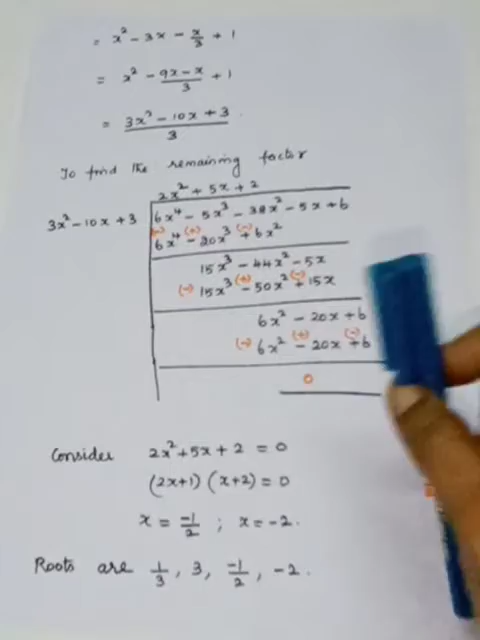 = x² - 3x - x/3 + 1
= x² - (9x - x)/3 + 1
= (3x² - 10x + 3)/3
To find the remaining factor
2x² + 5x + 2
3x² - 10x + 3 | 6x⁴ - 5x³ - 38x² - 5x + 6
(-) 6x⁴ (+) - 20x³ (-) + 6x²
15x³ - 44x² - 5x
(-) 15x³ (+) - 50x² (-) + 15x
6x² - 20x + 6
(-) 6x² (+) - 20x (-) + 6
0
Consider 2x² + 5x + 2 = 0
(2x+1) (x+2) = 0
x = -1/2 ; x = -2.
Roots are 1/3, 3, -1/2, -2.